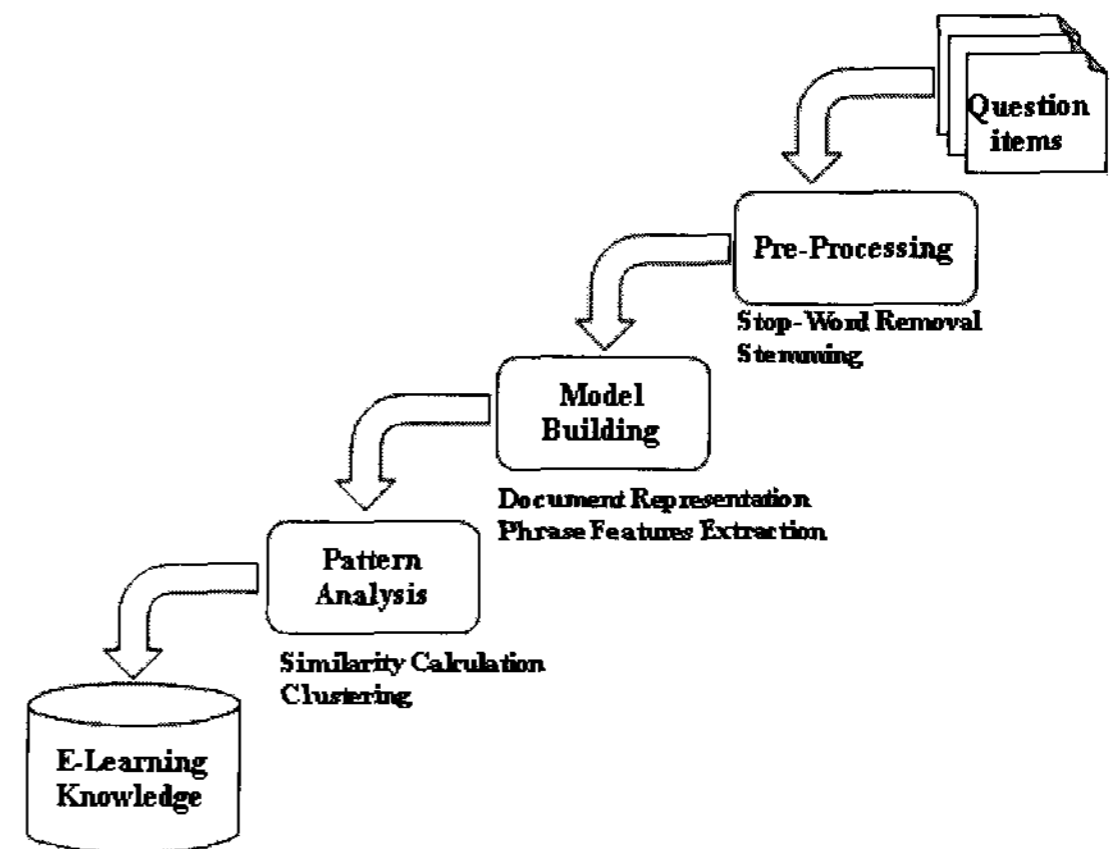 Question
items
Pre-Processing
Stop-Word Removal
Stemming
Model
Building
Document Representation
Phrase Features Extraction
Pattern
Analysis
Similarity Calculation
Clustering
E-Learning
Knowledge